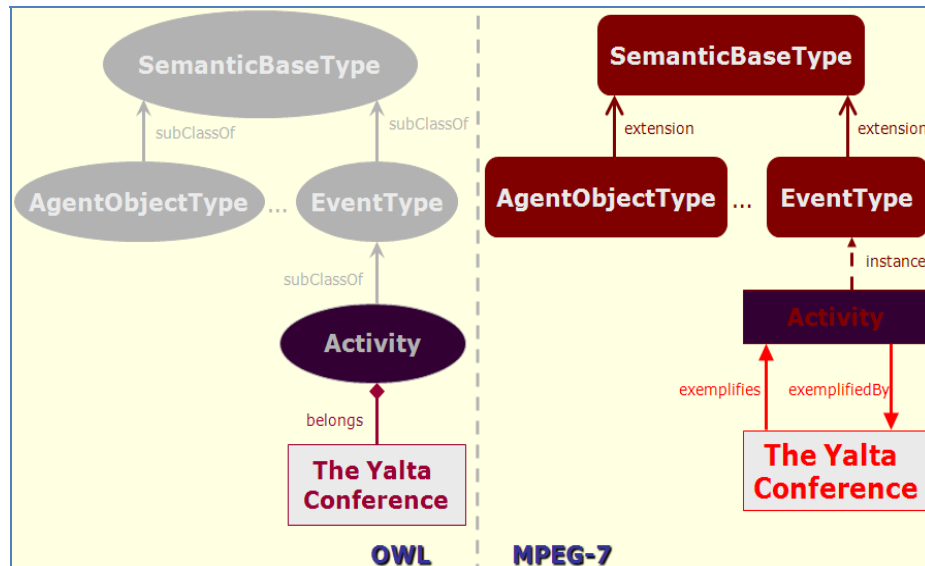 SemanticBaseType
subClassOf
subClassOf
AgentObjectType
...
EventType
subClassOf
Activity
belongs
The Yalta
Conference
OWL
SemanticBaseType
extension
extension
AgentObjectType
...
EventType
instance
Activity
exemplifies
exemplifiedBy
The Yalta
Conference
MPEG-7